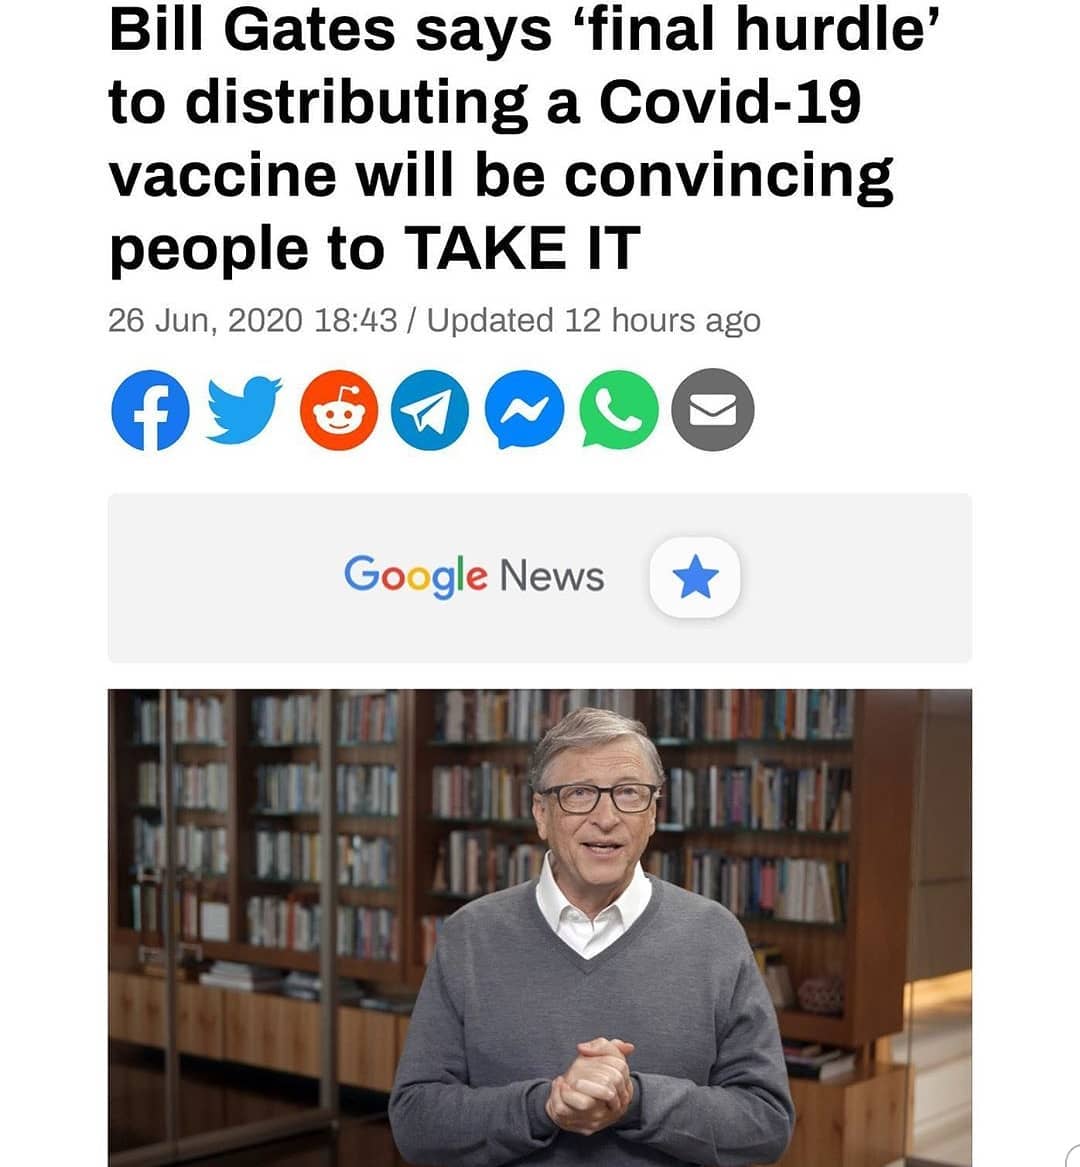 Bill Gates says ‘final hurdle’
to distributing a Covid-19
vaccine will be convincing
people to TAKE IT
26 Jun, 2020 18:43 / Updated 12 hours ago
Google News